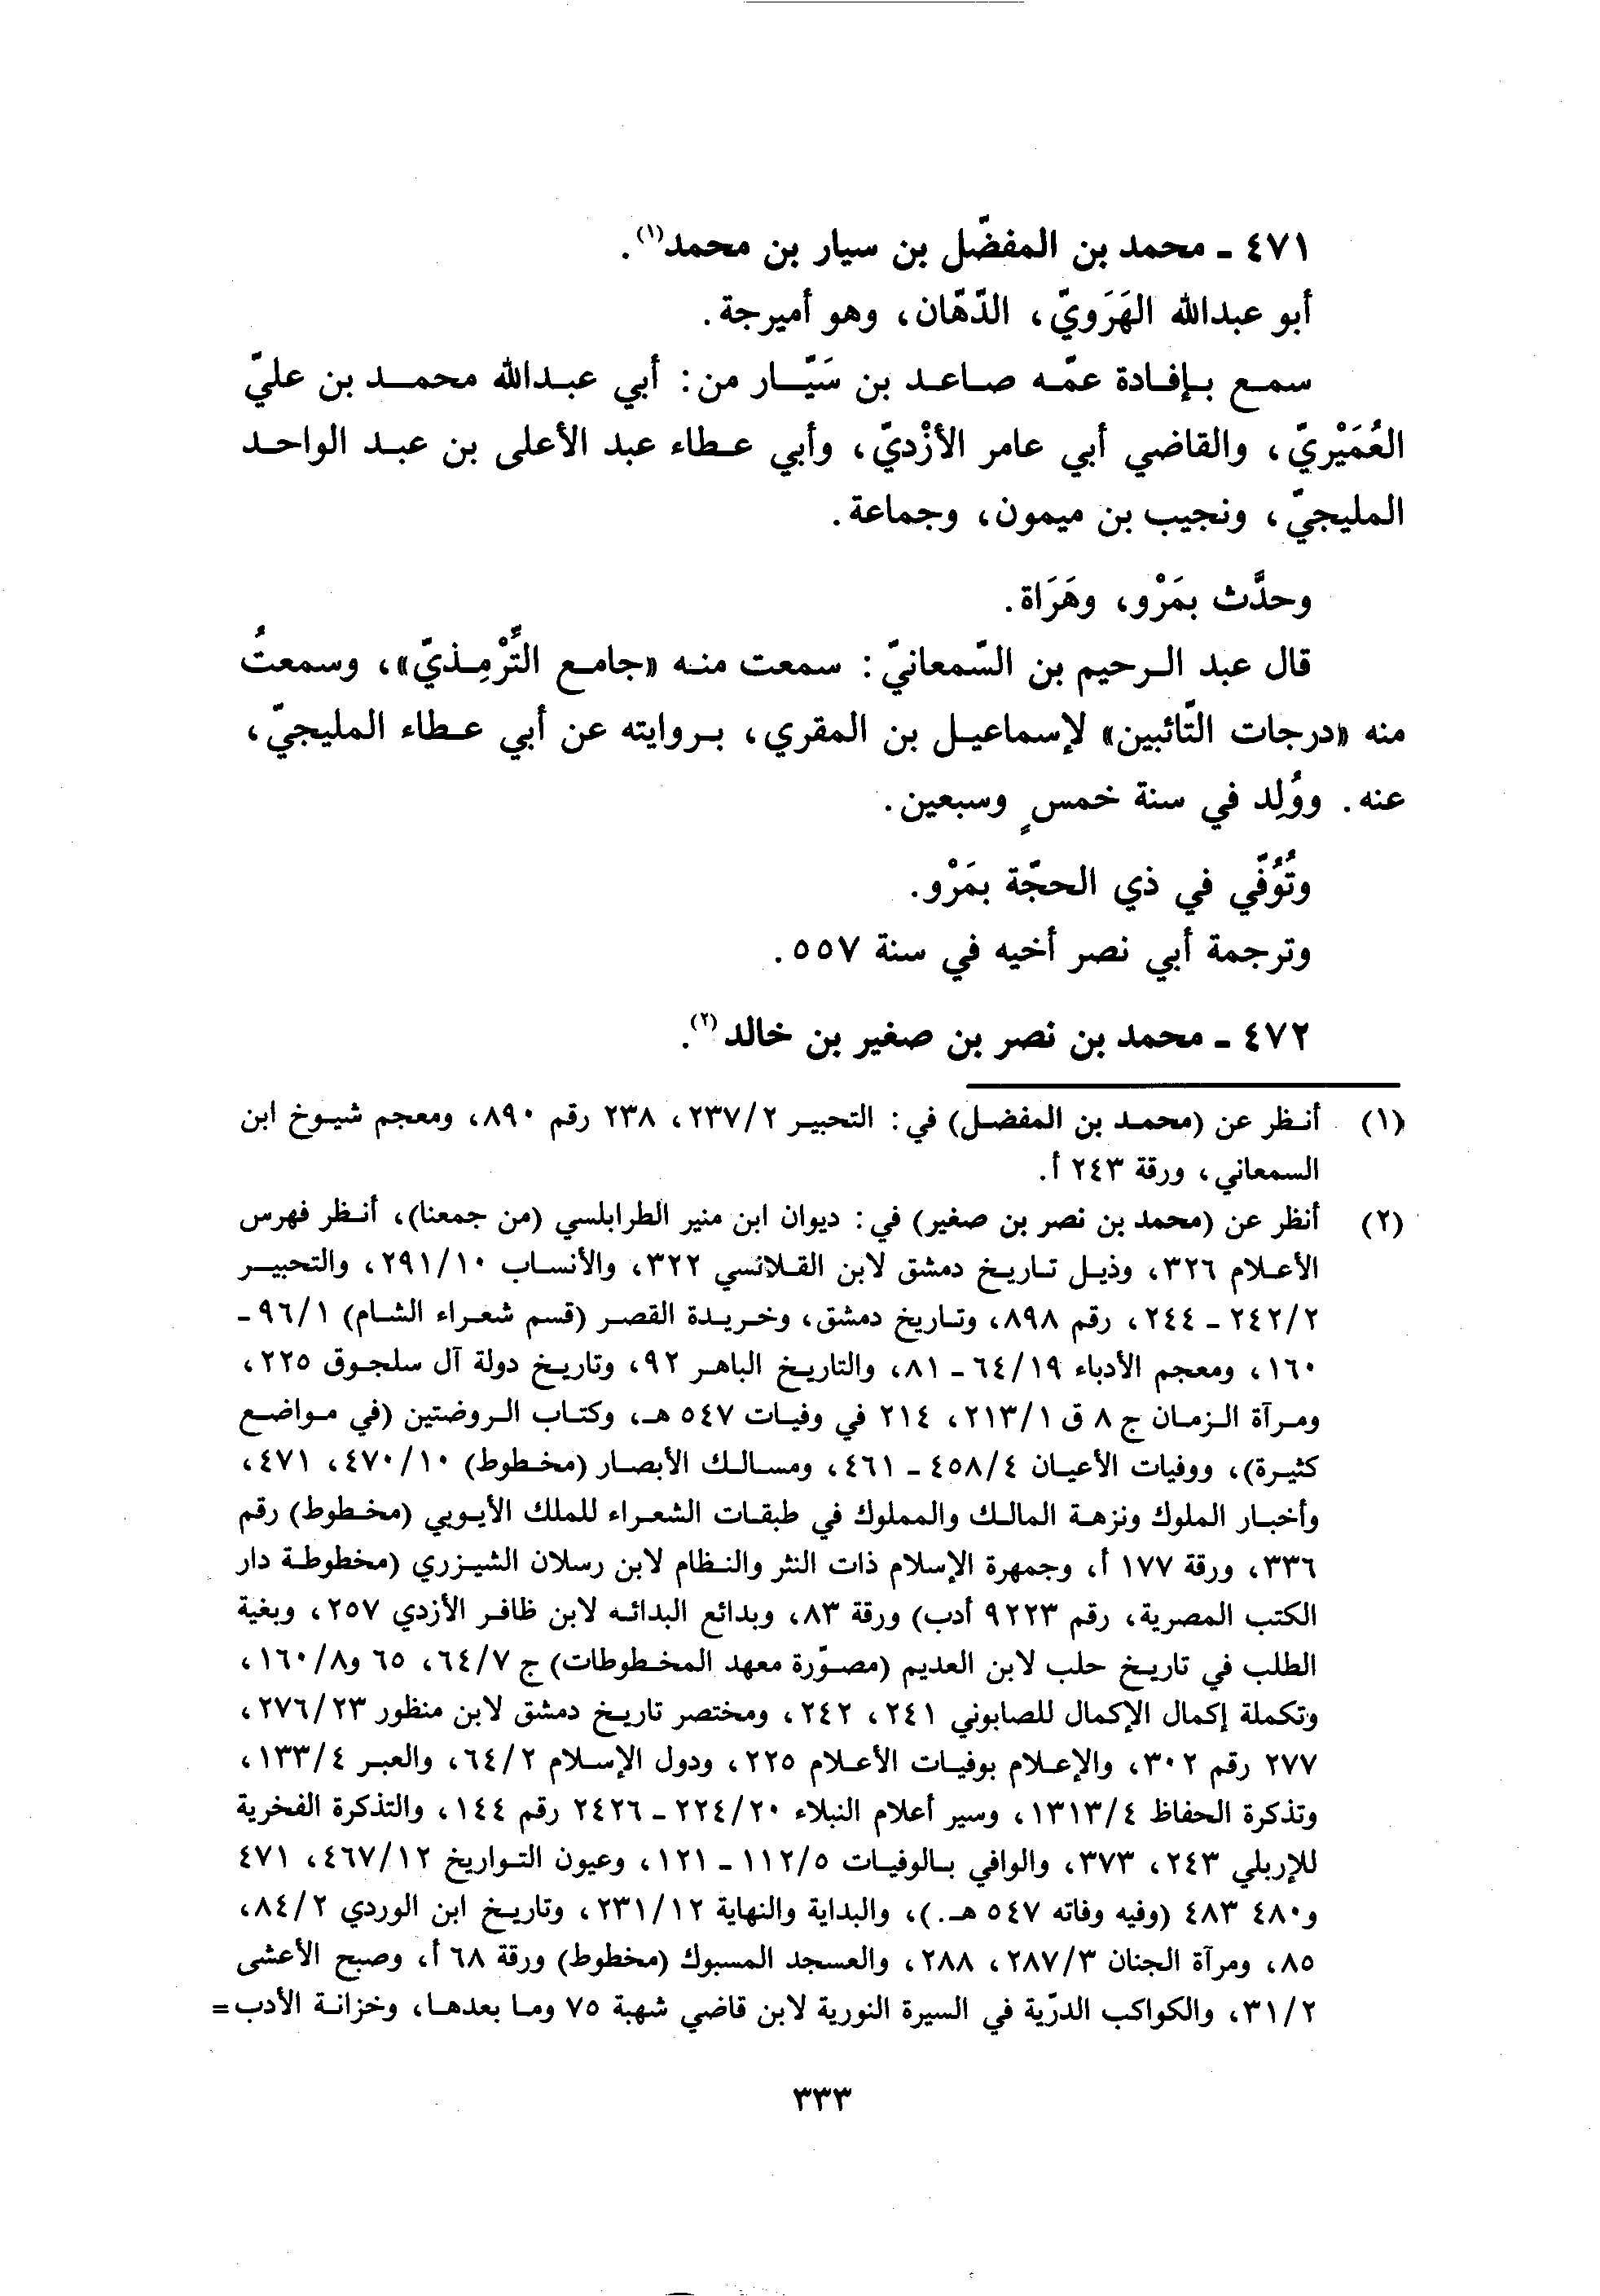 ٤٧١ ـ محمد بن المفضّل بن سيار بن محمد(١).
أبو عبدالله الهَرَويّ، الدّهّان، وهو أميرجة.
سمع بإفادة عمّه صاعد بن سَيّار من: أبي عبدالله محمد بن عليّ
العُمَيْريّ، والقاضي أبي عامر الأزْديّ، وأبي عطاء عبد الأعلى بن عبد الواحد
المليجيّ، ونجيب بن ميمون، وجماعة.
وحدَّث بمَرْو، وهَرَاة.
قال عبد الرحيم بن السّمعانيّ: سمعت منه «جامع التِّرْمِذيّ»، وسمعتُ
منه «درجات التّائبين» لإسماعيل بن المقري، بروايته عن أبي عطاء المليجيّ،
عنه. ووُلِد في سنة خمسٍ وسبعين.
وتُوُفّي في ذي الحجّة بمَرْو.
وترجمة أبي نصر أخيه في سنة ٥٥٧.
٤٧٢ ـ محمد بن نصر بن صغير بن خالد(٢).
(١) أنظر عن (محمد بن المفضل) في: التحبير ٢٣٧/٢، ٢٣٨ رقم ٨٩٠، ومعجم شيوخ ابن
السمعاني، ورقة ٢٤٣ أ.
(٢) أنظر عن (محمد بن نصر بن صغير) في: ديوان ابن منير الطرابلسي (من جمعنا)، أنظر فهرس
الأعلام ٣٢٦، وذيل تاريخ دمشق لابن القلانسي ٣٢٢، والأنساب ٢٩١/١٠، والتحبير
٢٤٢/٢ ـ ٢٤٤، رقم ٨٩٨، وتاريخ دمشق، وخريدة القصر (قسم شعراء الشام) ٩٦/١ ـ
١٦٠، ومعجم الأدباء ٦٤/١٩ ـ ٨١، والتاريخ الباهر ٩٢، وتاريخ دولة آل سلجوق ٢٢٥،
ومرآة الزمان ج ٨ ق ٢١٣/١، ٢١٤ في وفيات ٥٤٧ هـ، وكتاب الروضتين (في مواضع
كثيرة)، ووفيات الأعيان ٤٥٨/٤ ـ ٤٦١، ومسالك الأبصار (مخطوط) ٤٧٠/١٠، ٤٧١،
وأخبار الملوك ونزهة المالك والمملوك في طبقات الشعراء للملك الأيوبي (مخطوط) رقم
٣٣٦، ورقة ١٧٧ أ، وجمهرة الإسلام ذات النثر والنظام لابن رسلان الشيزري (مخطوطة دار
الكتب المصرية، رقم ٩٢٢٣ أدب) ورقة ٨٣، وبدائع البدائه لابن ظافر الأزدي ٢٥٧، وبغية
الطلب في تاريخ حلب لابن العديم (مصوّرة معهد المخطوطات) ج ٦٤/٧، ٦٥ و١٦٠/٨،
وتكملة إكمال الإكمال للصابوني ٢٤١، ٢٤٢، ومختصر تاريخ دمشق لابن منظور ٢٧٦/٢٣،
٢٧٧ رقم ٣٠٢، والإعلام بوفيات الأعلام ٢٢٥، ودول الإسلام ٦٤/٢، والعبر ١٣٣/٤،
وتذكرة الحفاظ ١٣١٣/٤، وسير أعلام النبلاء ٢٢٤/٢٠ ـ ٢٤٢٦ رقم ١٤٤، والتذكرة الفخرية
للإربلي ٢٤٣، ٣٧٣، والوافي بالوفيات ١١٢/٥ ـ ١٢١، وعيون التواريخ ٤٦٧/١٢، ٤٧١
و٤٨٠ ٤٨٣ (وفيه وفاته ٥٤٧ هـ.)، والبداية والنهاية ٢٣١/١٢، وتاريخ ابن الوردي ٨٤/٢،
٨٥، ومرآة الجنان ٢٨٧/٣، ٢٨٨، والعسجد المسبوك (مخطوط) ورقة ٦٨ أ، وصبح الأعشى
٣١/٢، والكواكب الدرّية في السيرة النورية لابن قاضي شهبة ٧٥ وما بعدها، وخزانة الأدب=
٣٣٣